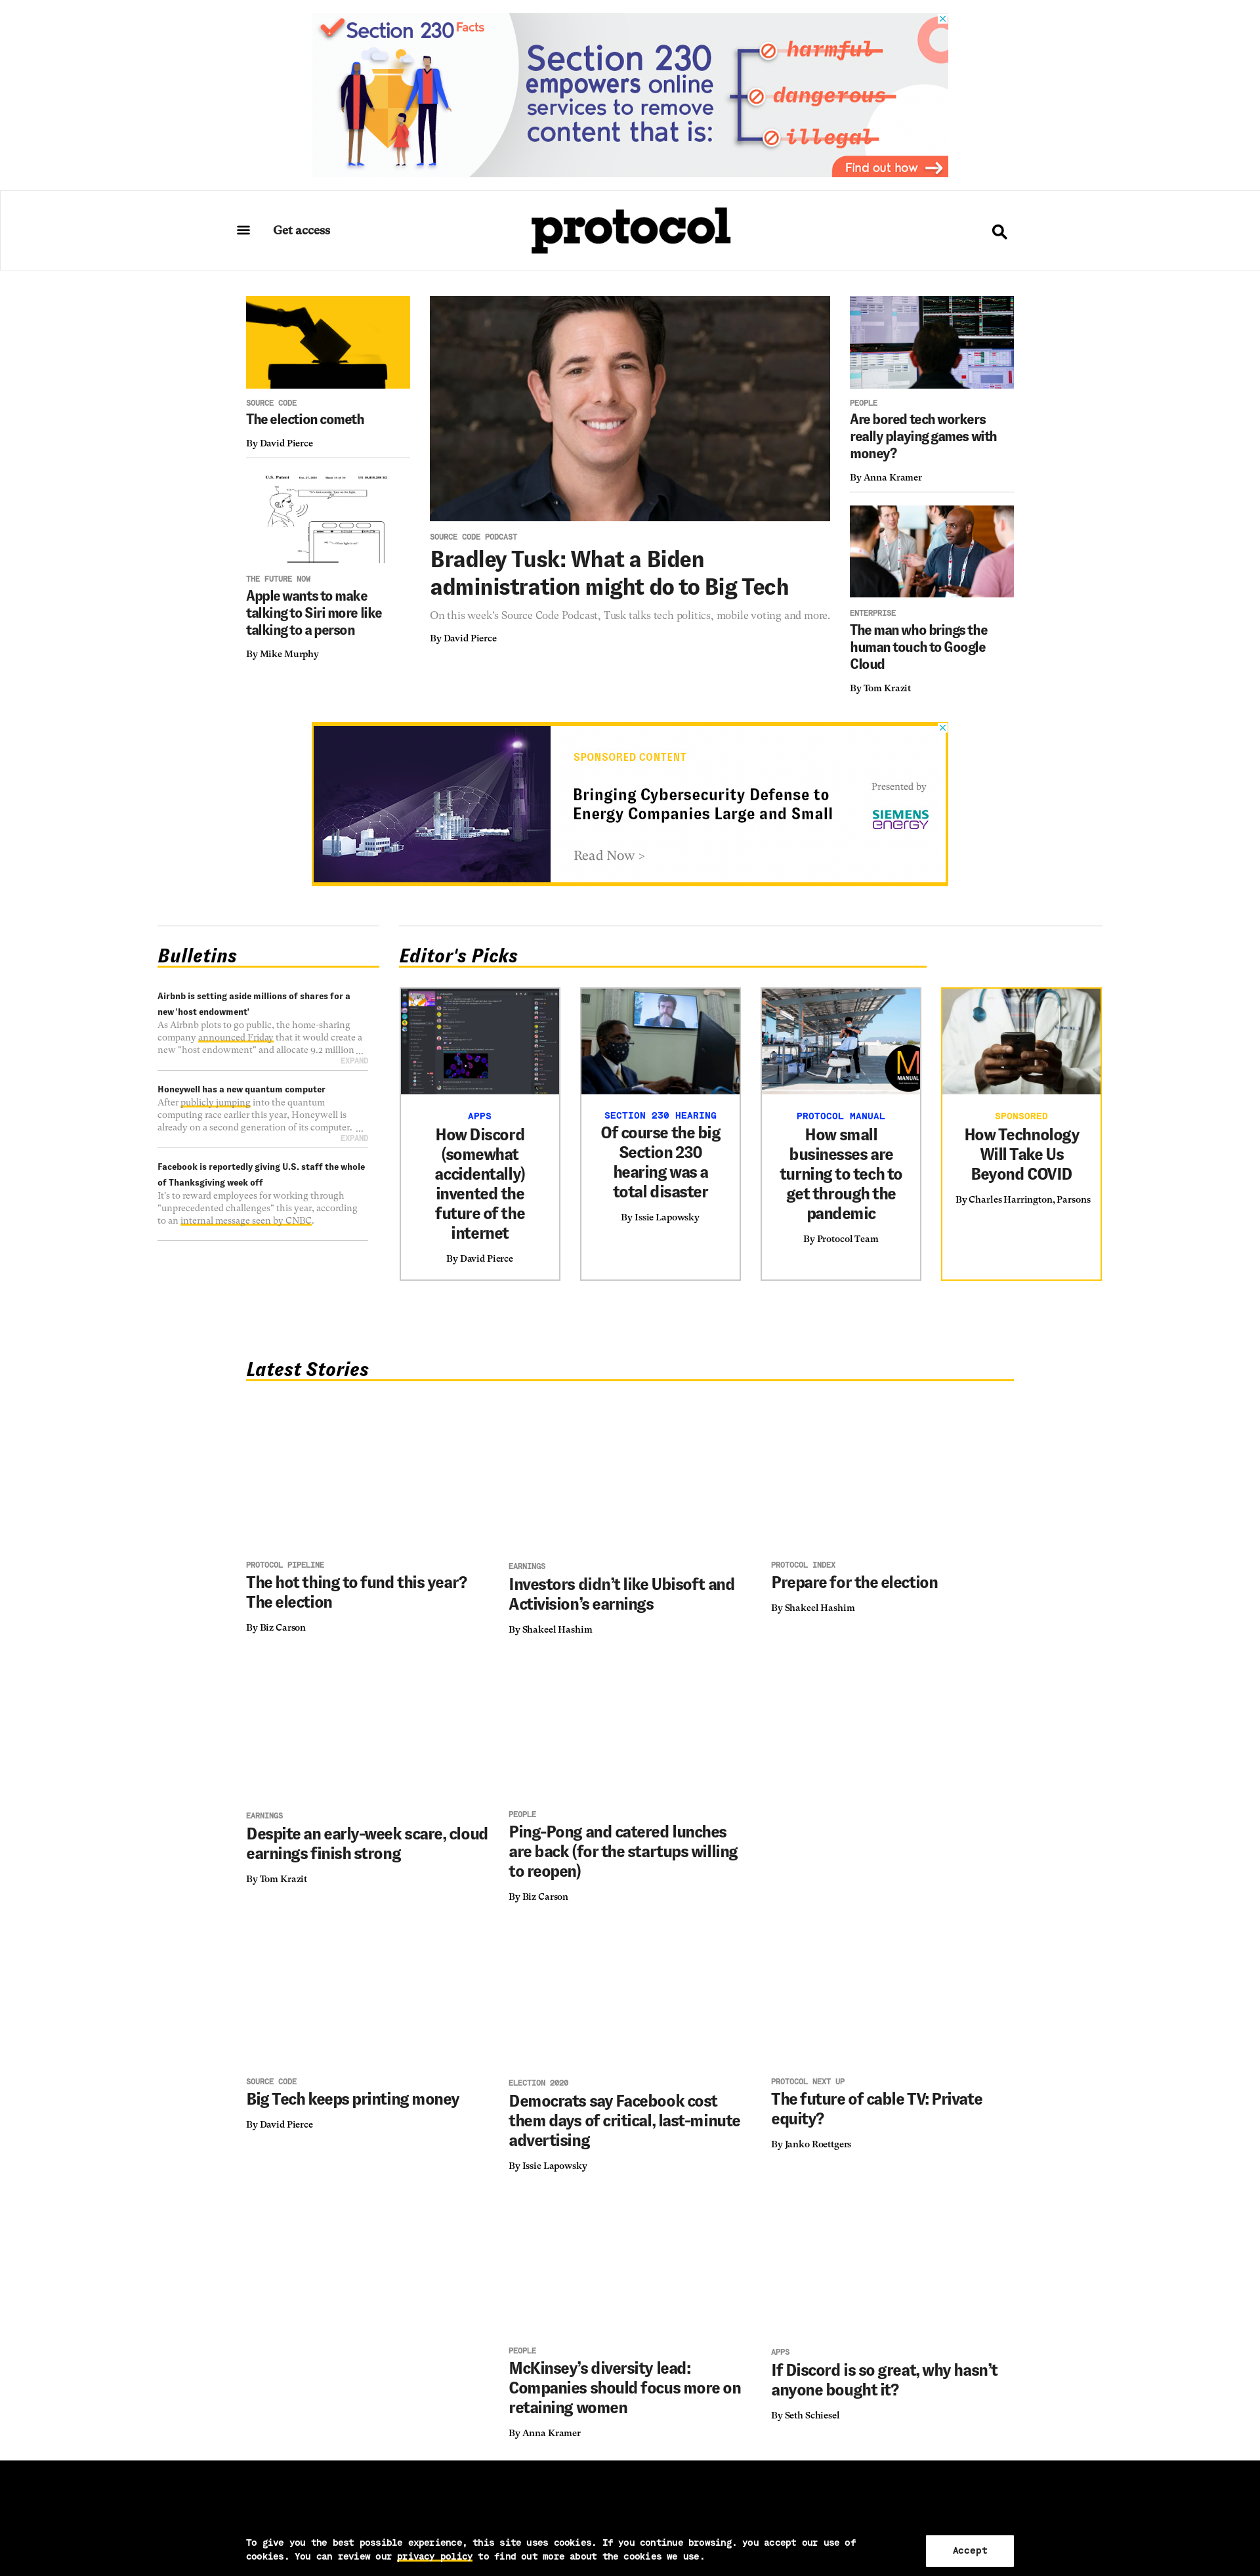 Section 230 Facts
Section 230
empowers online
services to remove
content that is:
harmful
dangerous
illegal
Find out how
Get access
protocol
SOURCE CODE
The election cometh
By David Pierce
U.S. Patent
THE FUTURE NOW
Apple wants to make
talking to Siri more like
talking to a person
By Mike Murphy
SOURCE CODE PODCAST
Bradley Tusk: What a Biden
administration might do to Big Tech
On this week's Source Code Podcast, Tusk talks tech politics, mobile voting and more.
By David Pierce
PEOPLE
Are bored tech workers
really playing games with
money?
By Anna Kramer
ENTERPRISE
The man who brings the
human touch to Google
Cloud
By Tom Krazit
SPONSORED CONTENT
Bringing Cybersecurity Defense to
Energy Companies Large and Small
Read Now >
Presented by
SIEMENS
energy
Bulletins
Airbnb is setting aside millions of shares for a
new 'host endowment'
As Airbnb plots to go public, the home-sharing
company announced Friday that it would create a
new "host endowment" and allocate 9.2 million ...
EXPAND
Honeywell has a new quantum computer
After publicly jumping into the quantum
computing race earlier this year, Honeywell is
already on a second generation of its computer. ...
EXPAND
Facebook is reportedly giving U.S. staff the whole
of Thanksgiving week off
It's to reward employees for working through
"unprecedented challenges" this year, according
to an internal message seen by CNBC.
Editor's Picks
APPS
How Discord
(somewhat
accidentally)
invented the
future of the
internet
By David Pierce
SECTION 230 HEARING
Of course the big
Section 230
hearing was a
total disaster
By Issie Lapowsky
M
MANUAL
PROTOCOL MANUAL
How small
businesses are
turning to tech to
get through the
pandemic
By Protocol Team
SPONSORED
How Technology
Will Take Us
Beyond COVID
By Charles Harrington, Parsons
Latest Stories
PROTOCOL PIPELINE
The hot thing to fund this year?
The election
By Biz Carson
EARNINGS
Investors didn’t like Ubisoft and
Activision’s earnings
By Shakeel Hashim
PROTOCOL INDEX
Prepare for the election
By Shakeel Hashim
EARNINGS
Despite an early-week scare, cloud
earnings finish strong
By Tom Krazit
PEOPLE
Ping-Pong and catered lunches
are back (for the startups willing
to reopen)
By Biz Carson
SOURCE CODE
Big Tech keeps printing money
By David Pierce
ELECTION 2020
Democrats say Facebook cost
them days of critical, last-minute
advertising
By Issie Lapowsky
PROTOCOL NEXT UP
The future of cable TV: Private
equity?
By Janko Roettgers
PEOPLE
McKinsey’s diversity lead:
Companies should focus more on
retaining women
By Anna Kramer
APPS
If Discord is so great, why hasn’t
anyone bought it?
By Seth Schiesel
To give you the best possible experience, this site uses cookies. If you continue browsing. you accept our use of
cookies. You can review our privacy policy to find out more about the cookies we use.
Accept